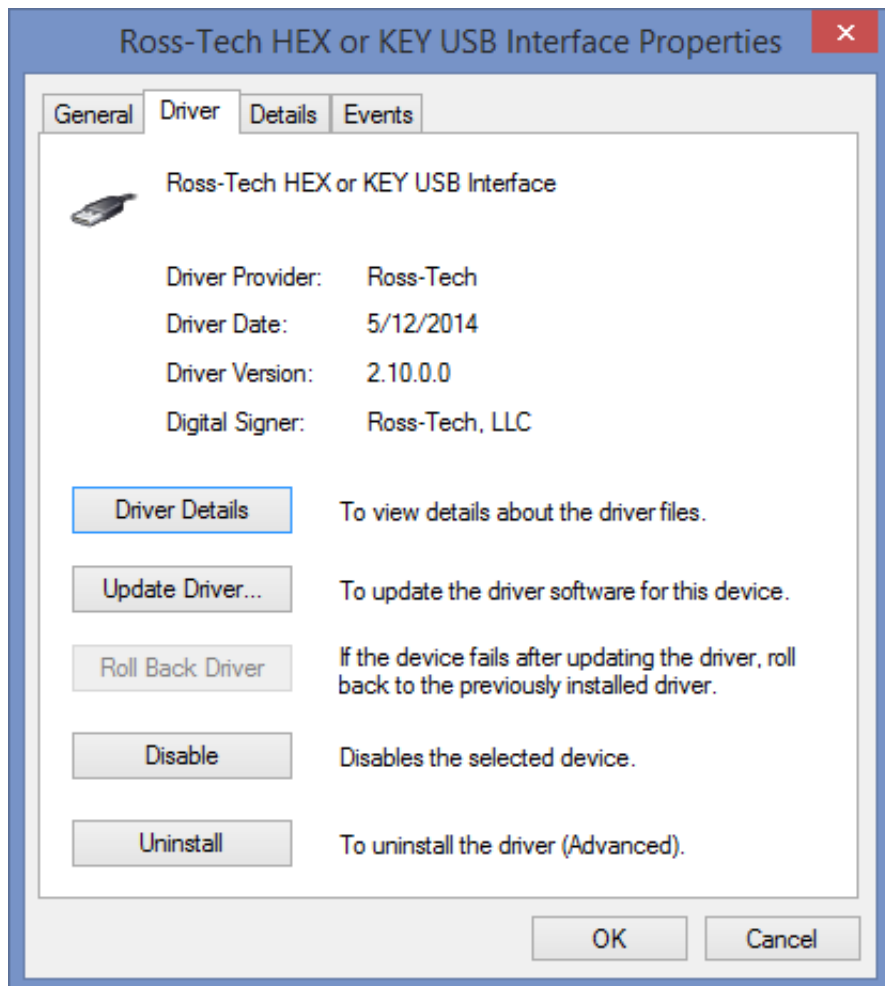 Ross-Tech HEX or KEY USB Interface Properties
General Driver Details Events
Ross-Tech HEX or KEY USB Interface
Driver Provider: Ross-Tech
Driver Date: 5/12/2014
Driver Version: 2.10.0.0
Digital Signer: Ross-Tech, LLC
Driver Details To view details about the driver files.
Update Driver... To update the driver software for this device.
Roll Back Driver If the device fails after updating the driver, roll
back to the previously installed driver.
Disable Disables the selected device.
Uninstall To uninstall the driver (Advanced).
OK Cancel